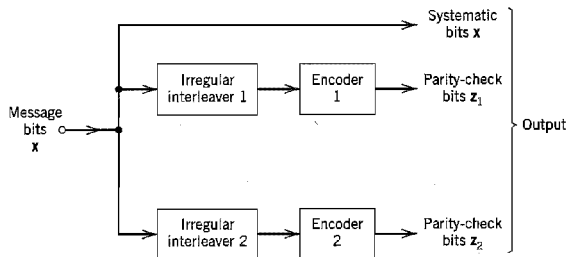 Systematic
bits x
Irregular
interleaver 1
Encoder
1
Parity-check
bits z₁
Message
bits
x
Output
Irregular
interleaver 2
Encoder
2
Parity-check
bits z₂